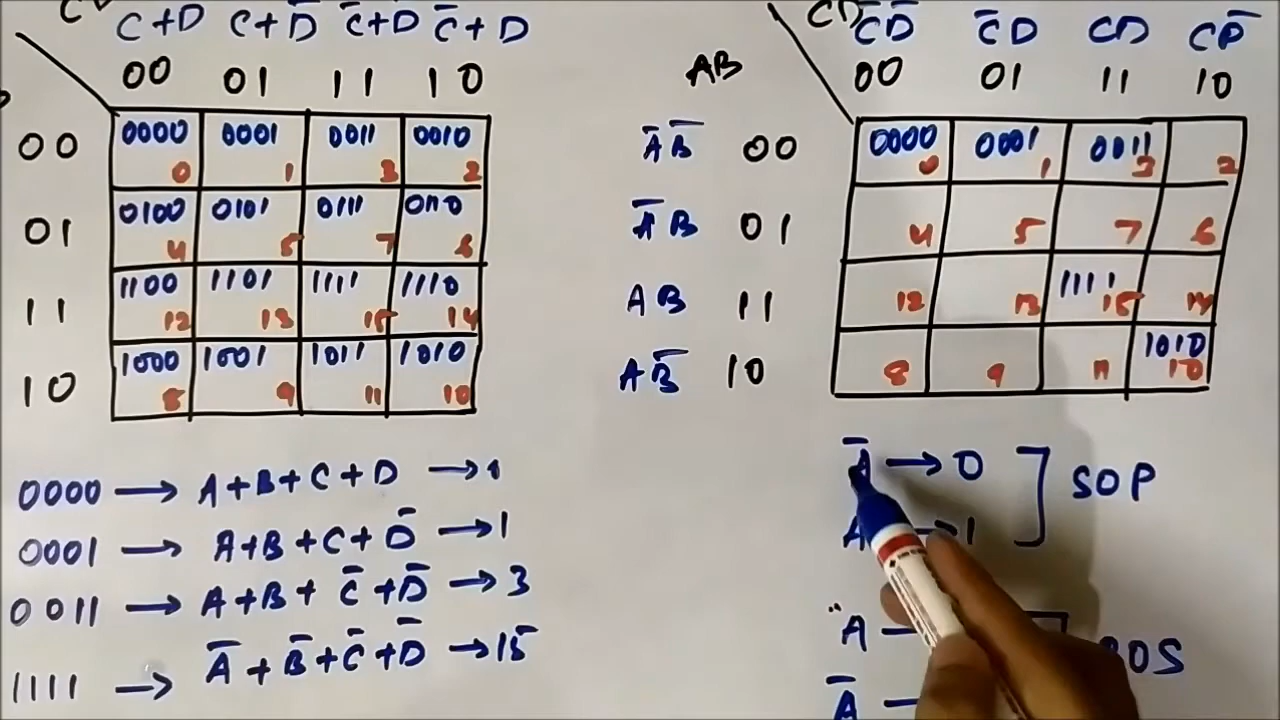 C+D C+D̅ C̅+D̅ C̅+D
00 01 11 10
00 0000 0 0001 1 0011 3 0010 2
01 0100 4 0101 5 0111 7 0110 6
11 1100 12 1101 13 1111 15 1110 14
10 1000 8 1001 9 1011 11 1010 10
0000 → A+B+C+D → 0
0001 → A+B+C+D̅ → 1
0011 → A+B+C̅+D̅ → 3
1111 → A̅+B̅+C̅+D̅ → 15
CD C̅D̅ C̅D CD CD̅
AB 00 01 11 10
A̅B̅ 00 0000 0 0001 1 0011 3 2
A̅B 01 4 5 7 6
AB 11 12 13 1111 15 14
AB̅ 10 8 9 11 1010 10
A̅ → 0 ] SOP
A → 1
A
A̅